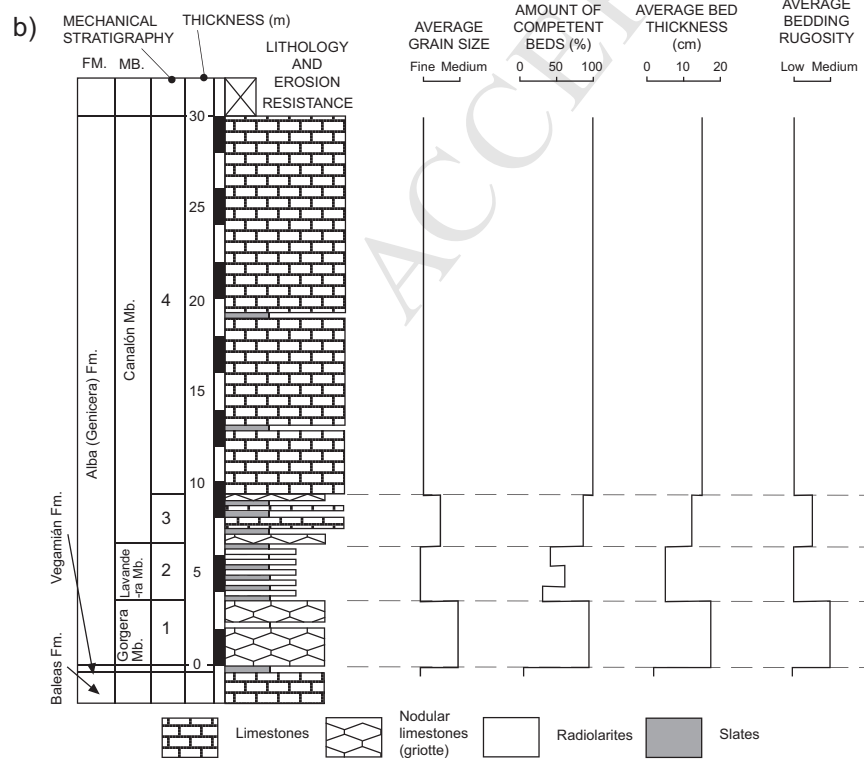 b)
MECHANICAL
STRATIGRAPHY
THICKNESS (m)
FM.
MB.
LITHOLOGY
AND
EROSION
RESISTANCE
AVERAGE
GRAIN SIZE
Fine Medium
AMOUNT OF
COMPETENT
BEDS (%)
0 50 100
AVERAGE BED
THICKNESS
(cm)
0 10 20
AVERAGE
BEDDING
RUGOSITY
Low Medium
ACCE
30
25
20
15
10
5
0
4
3
2
1
Alba (Genicera) Fm.
Canalón Mb.
Lavande
-ra Mb.
Gorgera
Mb.
Vegamián Fm.
Baleas Fm.
Limestones
Nodular
limestones
(griotte)
Radiolarites
Slates